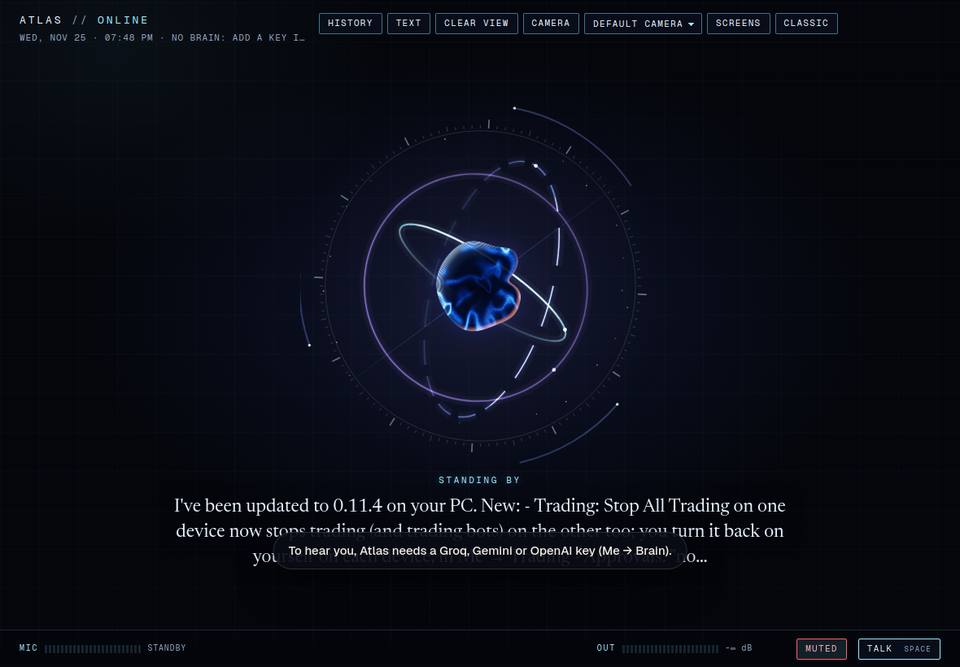 ATLAS // ONLINE
WED, NOV 25 · 07:48 PM · NO BRAIN: ADD A KEY I…
HISTORY
TEXT
CLEAR VIEW
CAMERA
DEFAULT CAMERA
SCREENS
CLASSIC
STANDING BY
I've been updated to 0.11.4 on your PC. New: - Trading: Stop All Trading on one
device now stops trading (and trading bots) on the other too; you turn it back on
To hear you, Atlas needs a Groq, Gemini or OpenAI key (Me → Brain).
MIC
STANDBY
OUT
-∞ dB
MUTED
TALK SPACE